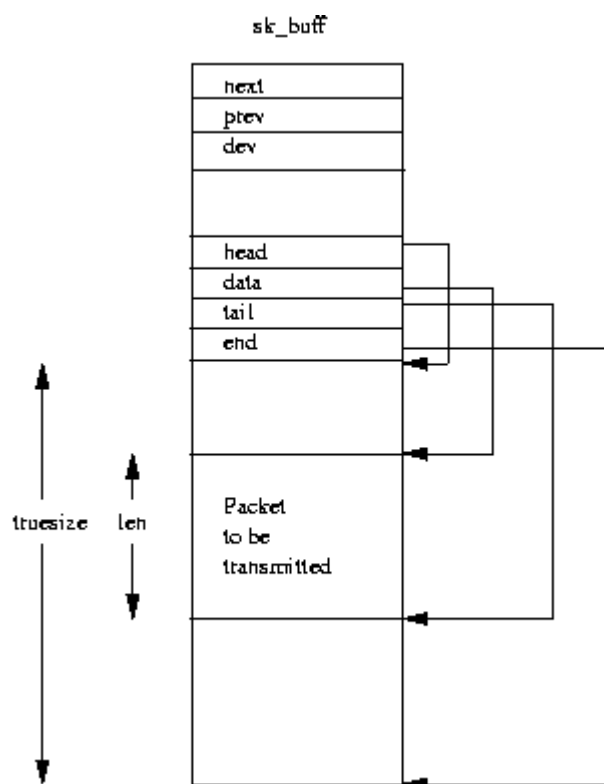 sk_buff
next
prev
dev
head
data
tail
end
truesize
len
Packet
to be
transmitted